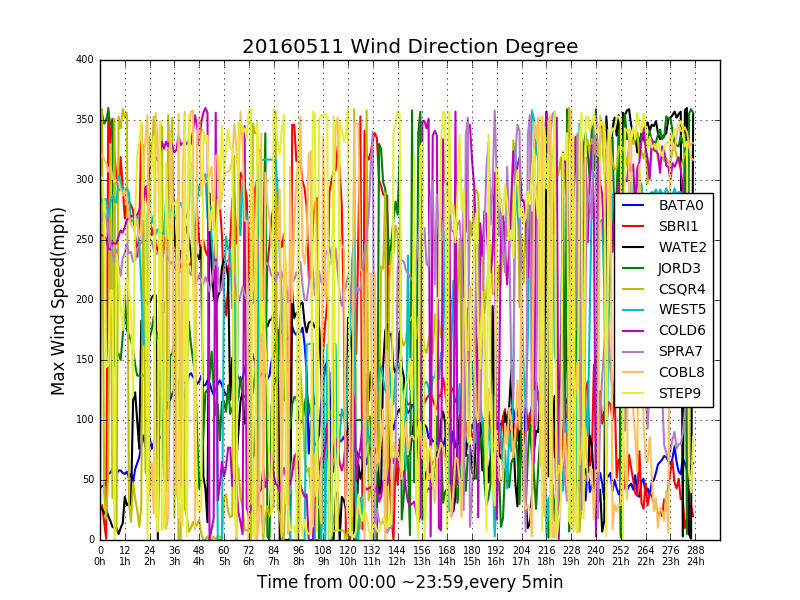 20160511 Wind Direction Degree
400
350
300
250
200
150
100
50
0
Max Wind Speed(mph)
BATA0
SBRI1
WATE2
JORD3
CSQR4
WEST5
COLD6
SPRA7
COBL8
STEP9
0 12 24 36 48 60 72 84 96 108 120 132 144 156 168 180 192 204 216 228 240 252 264 276 288
0h 1h 2h 3h 4h 5h 6h 7h 8h 9h 10h 11h 12h 13h 14h 15h 16h 17h 18h 19h 20h 21h 22h 23h 24h
Time from 00:00 ~23:59,every 5min